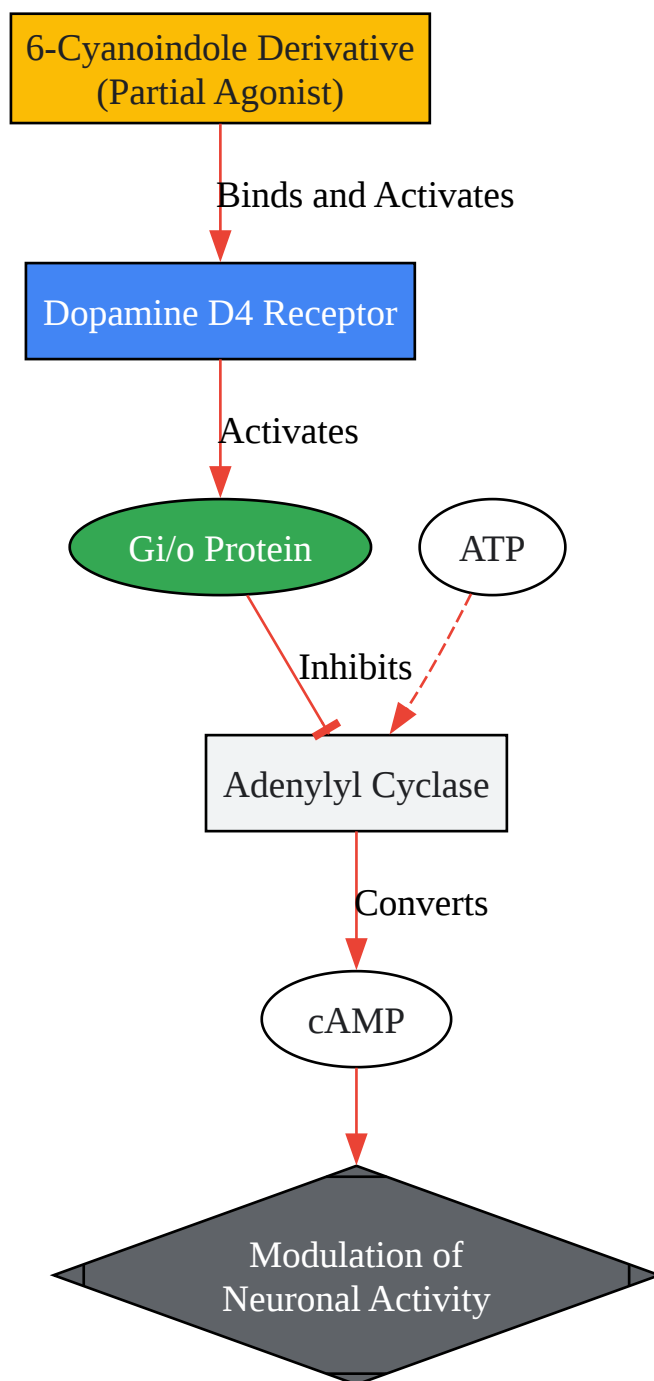 6-Cyanoindole Derivative
(Partial Agonist)
Binds and Activates
Dopamine D4 Receptor
Activates
Gi/o Protein
ATP
Inhibits
Adenylyl Cyclase
Converts
cAMP
Modulation of
Neuronal Activity